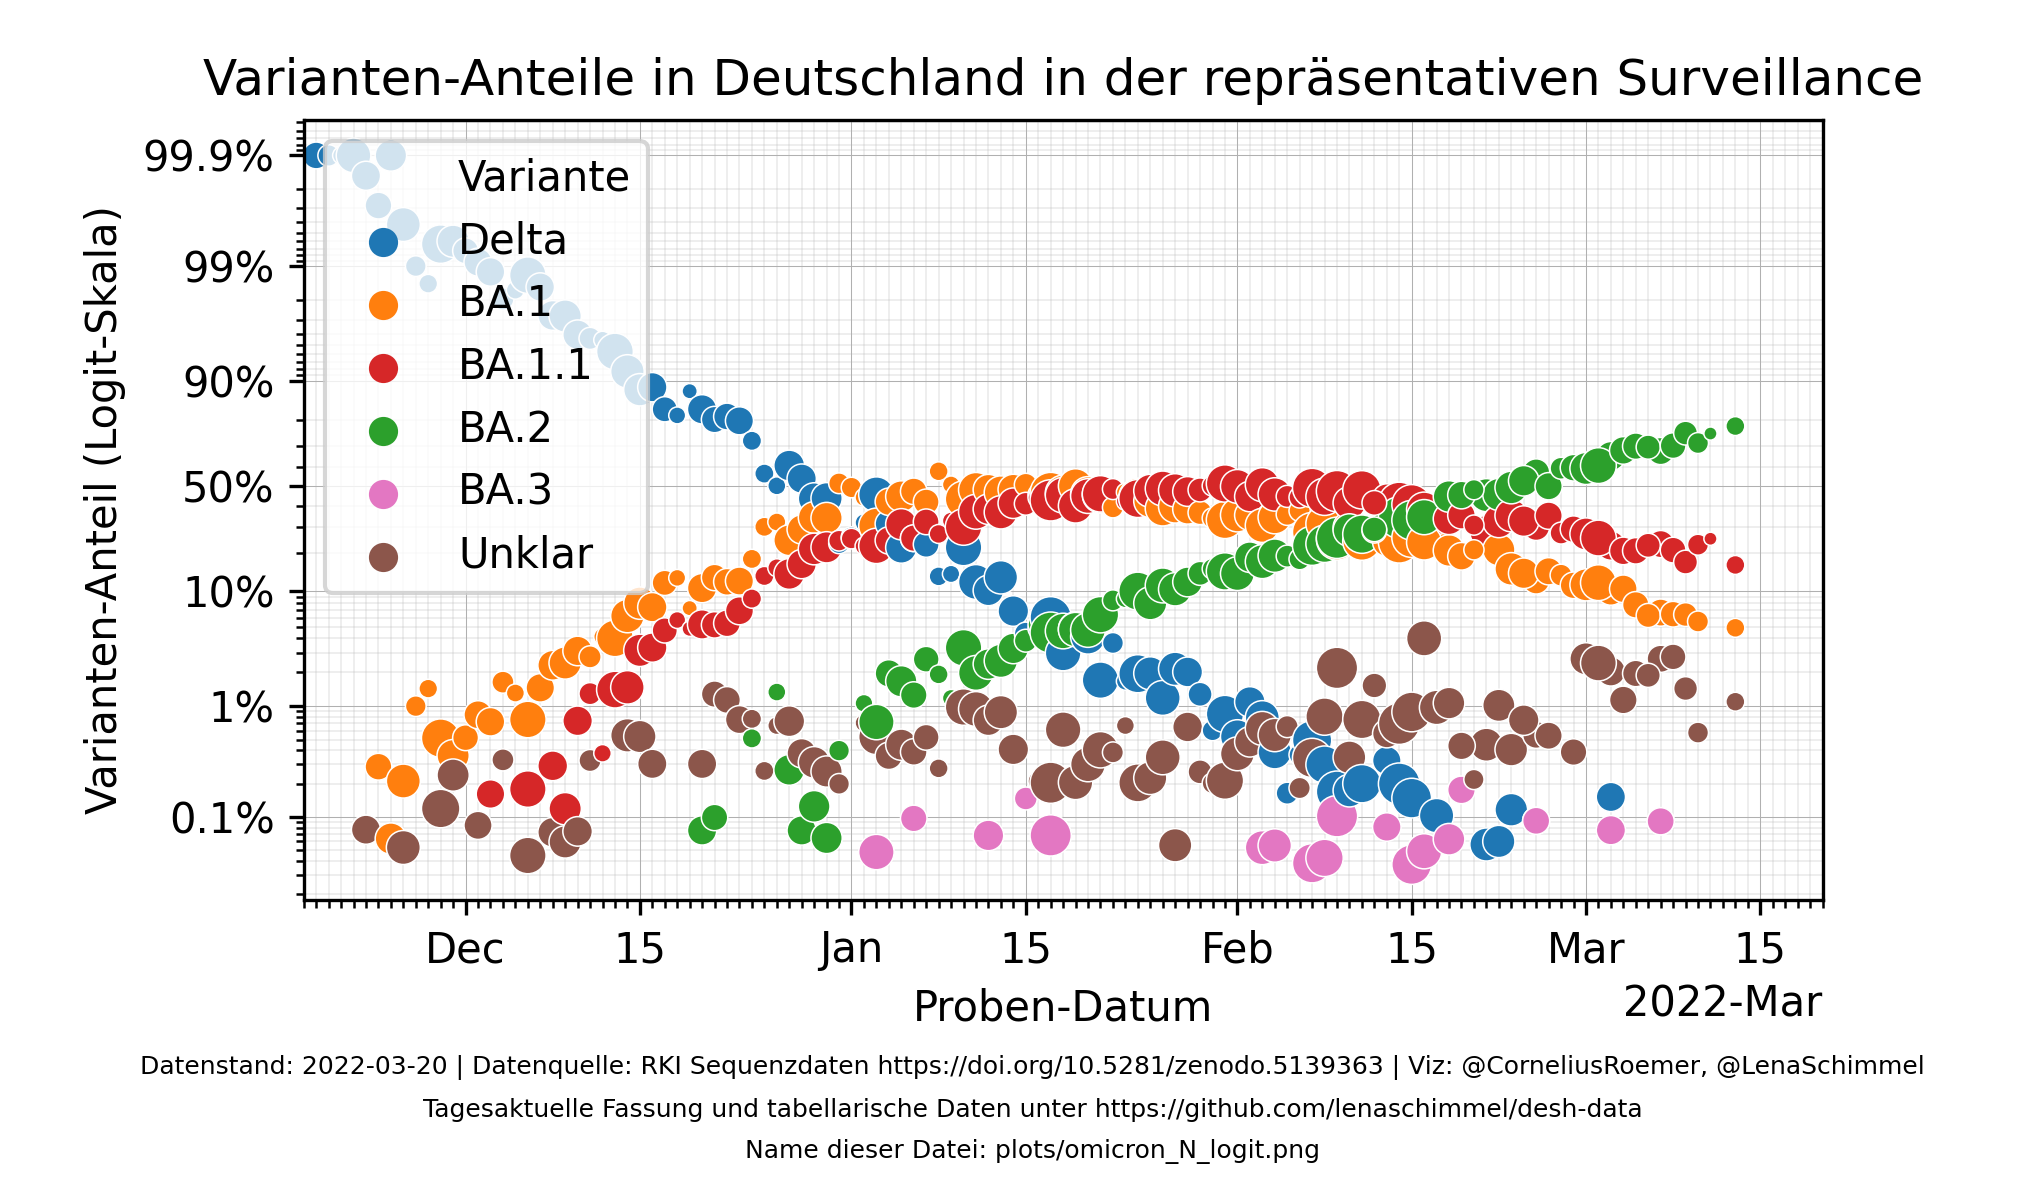 Varianten-Anteile in Deutschland in der repräsentativen Surveillance
Varianten-Anteil (Logit-Skala)
99.9%
99%
90%
50%
10%
1%
0.1%
Variante
Delta
BA.1
BA.1.1
BA.2
BA.3
Unklar
Dec 15 Jan 15 Feb 15 Mar 15
Proben-Datum
2022-Mar
Datenstand: 2022-03-20 | Datenquelle: RKI Sequenzdaten https://doi.org/10.5281/zenodo.5139363 | Viz: @CorneliusRoemer, @LenaSchimmel
Tagesaktuelle Fassung und tabellarische Daten unter https://github.com/lenaschimmel/desh-data
Name dieser Datei: plots/omicron_N_logit.png